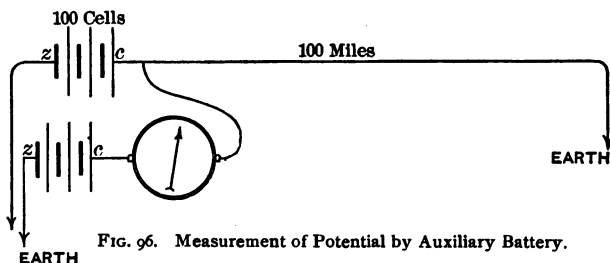 100 Cells
z c 100 Miles
z c
EARTH
FIG. 96. Measurement of Potential by Auxiliary Battery.
EARTH